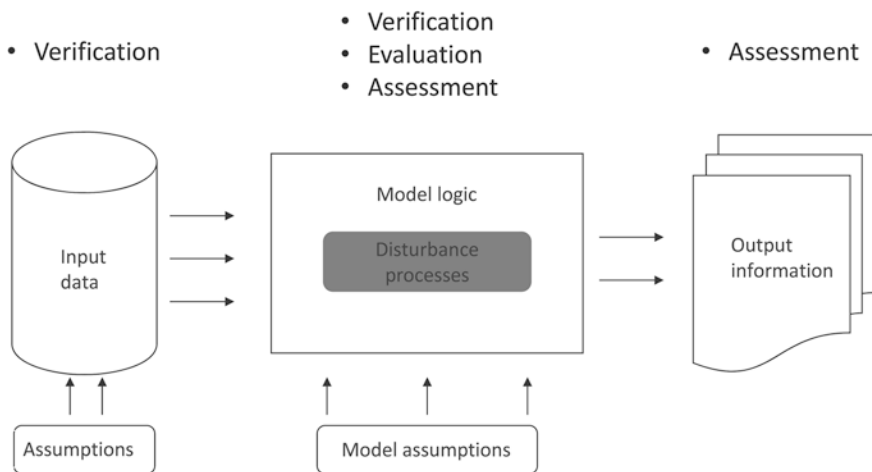 • Verification
• Verification
• Evaluation
• Assessment
• Assessment
Input
data
Model logic
Disturbance
processes
Output
information
Assumptions
Model assumptions